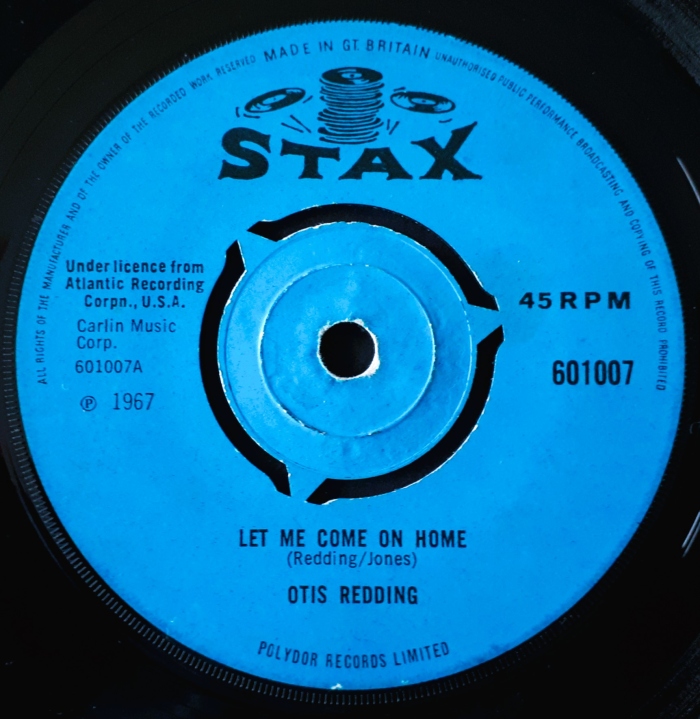 ALL RIGHTS OF THE MANUFACTURER AND OF THE OWNER OF THE RECORDED WORK RESERVED MADE IN GT. BRITAIN UNAUTHORISED PUBLIC PERFORMANCE BROADCASTING AND COPYING OF THIS RECORD PROHIBITED
STAX
Under licence from
Atlantic Recording
Corpn., U.S.A.
Carlin Music
Corp.
601007A
℗ 1967
45 RPM
601007
LET ME COME ON HOME
(Redding/Jones)
OTIS REDDING
POLYDOR RECORDS LIMITED